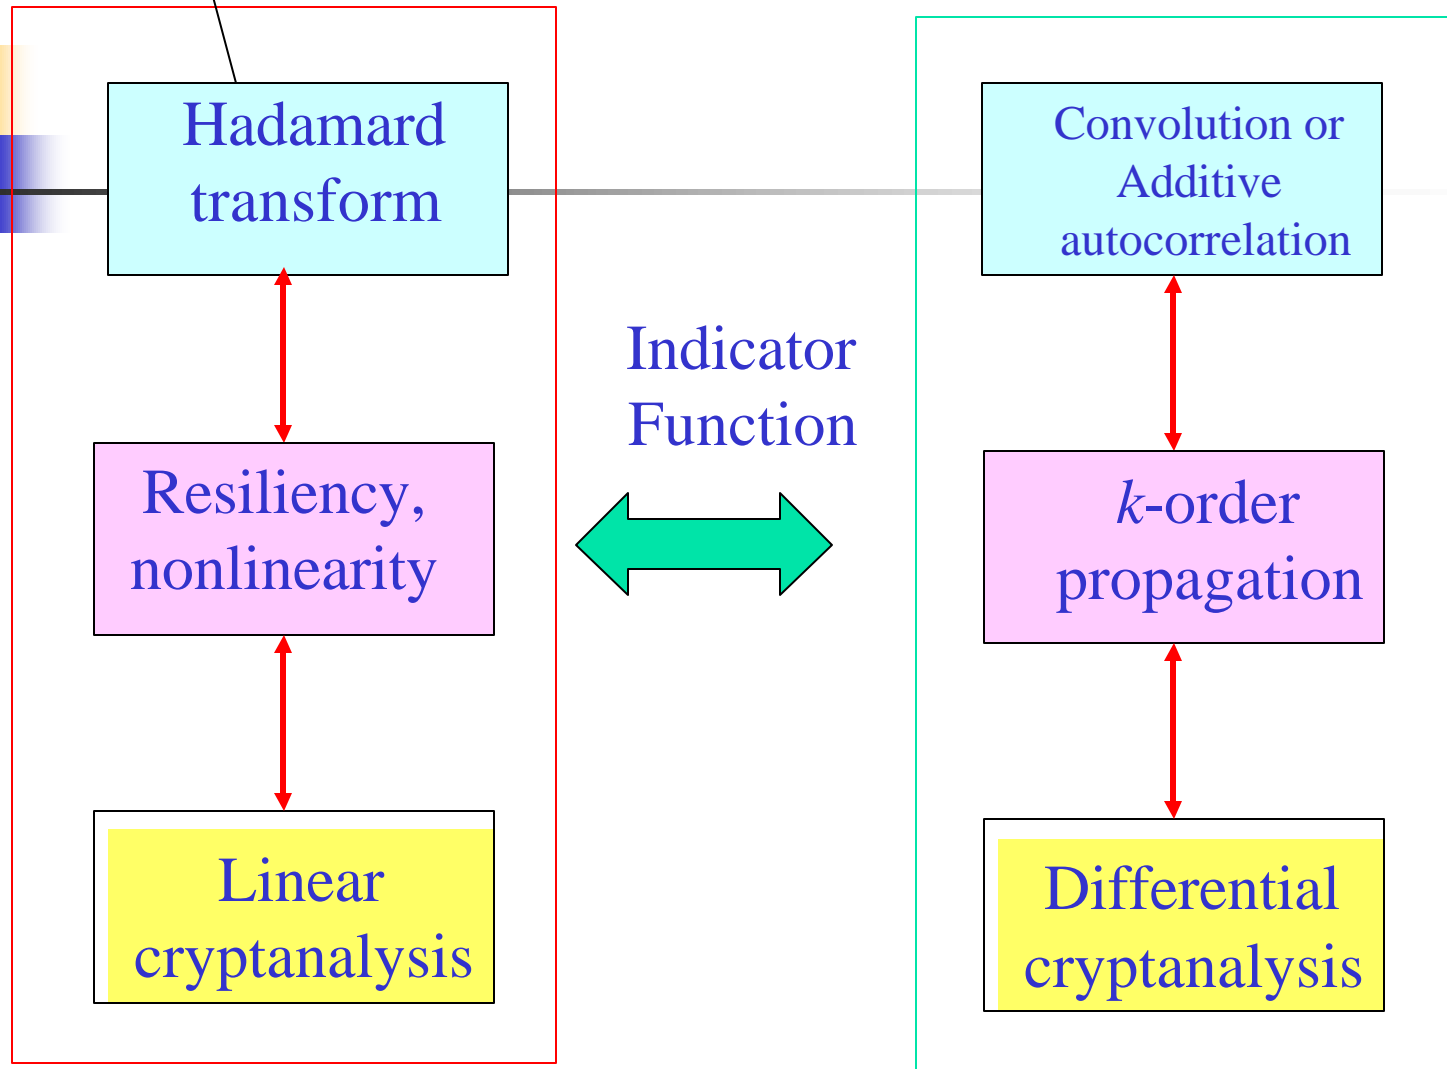 Hadamard
transform
Convolution or
Additive
autocorrelation
Indicator
Function
Resiliency,
nonlinearity
k-order
propagation
Linear
cryptanalysis
Differential
cryptanalysis